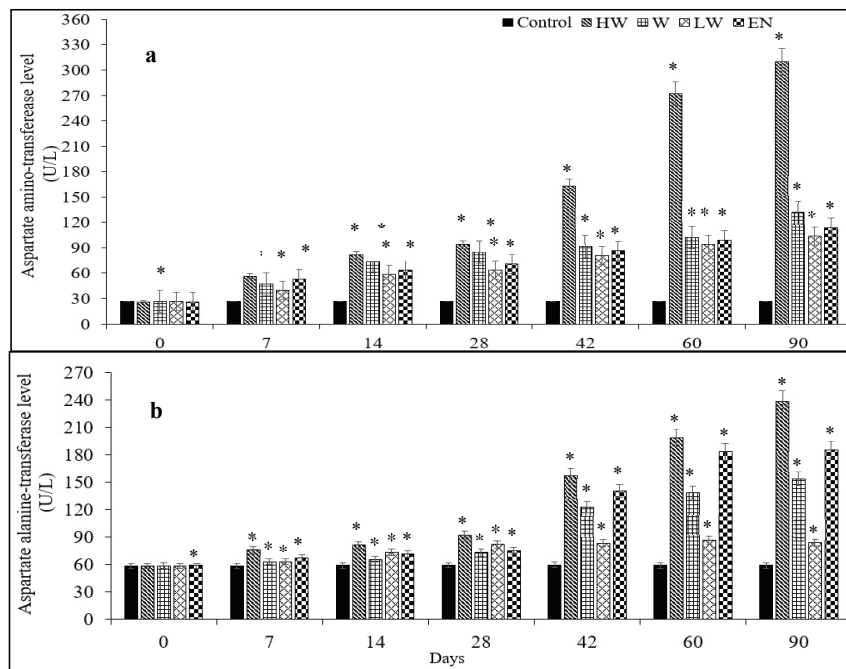 Control HW W LW EN
a
Aspartate amino-transferease level
(U/L)
360
330
300
270
240
210
180
150
120
90
60
30
0
* * * * * * * * * * * * * * * * * * * * * * * *
0 7 14 28 42 60 90
b
Aspartate alanine-transferase level
(U/L)
270
240
210
180
150
120
90
60
30
0
* * * * * * * * * * * * * * * * * * * * * * * * *
0 7 14 28 42 60 90
Days